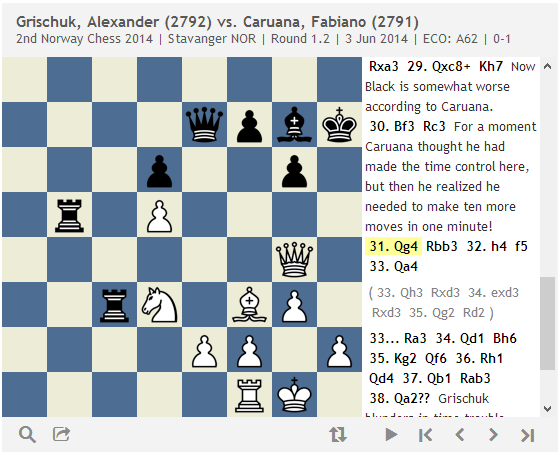 Grischuk, Alexander (2792) vs. Caruana, Fabiano (2791)
2nd Norway Chess 2014 | Stavanger NOR | Round 1.2 | 3 Jun 2014 | ECO: A62 | 0-1
Rxa3 29. Qxc8+ Kh7 Now
Black is somewhat worse
according to Caruana.
30. Bf3 Rc3 For a moment
Caruana thought he had
made the time control here,
but then he realized he
needed to make ten more
moves in one minute!
31. Qg4 Rbb3 32. h4 f5
33. Qa4
( 33. Qh3 Rxd3 34. exd3
Rxd3 35. Qg2 Rd2 )
33... Ra3 34. Qd1 Bh6
35. Kg2 Qf6 36. Rh1
Qd4 37. Qb1 Rab3
38. Qa2?? Grischuk
blunders in time trouble